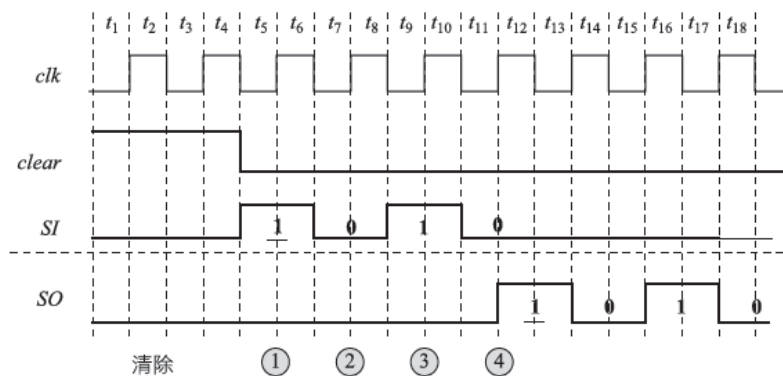 t1 t2 t3 t4 t5 t6 t7 t8 t9 t10 t11 t12 t13 t14 t15 t16 t17 t18
clk
clear
SI 1 0 1 0
SO 1 0 1 0
清除 ① ② ③ ④